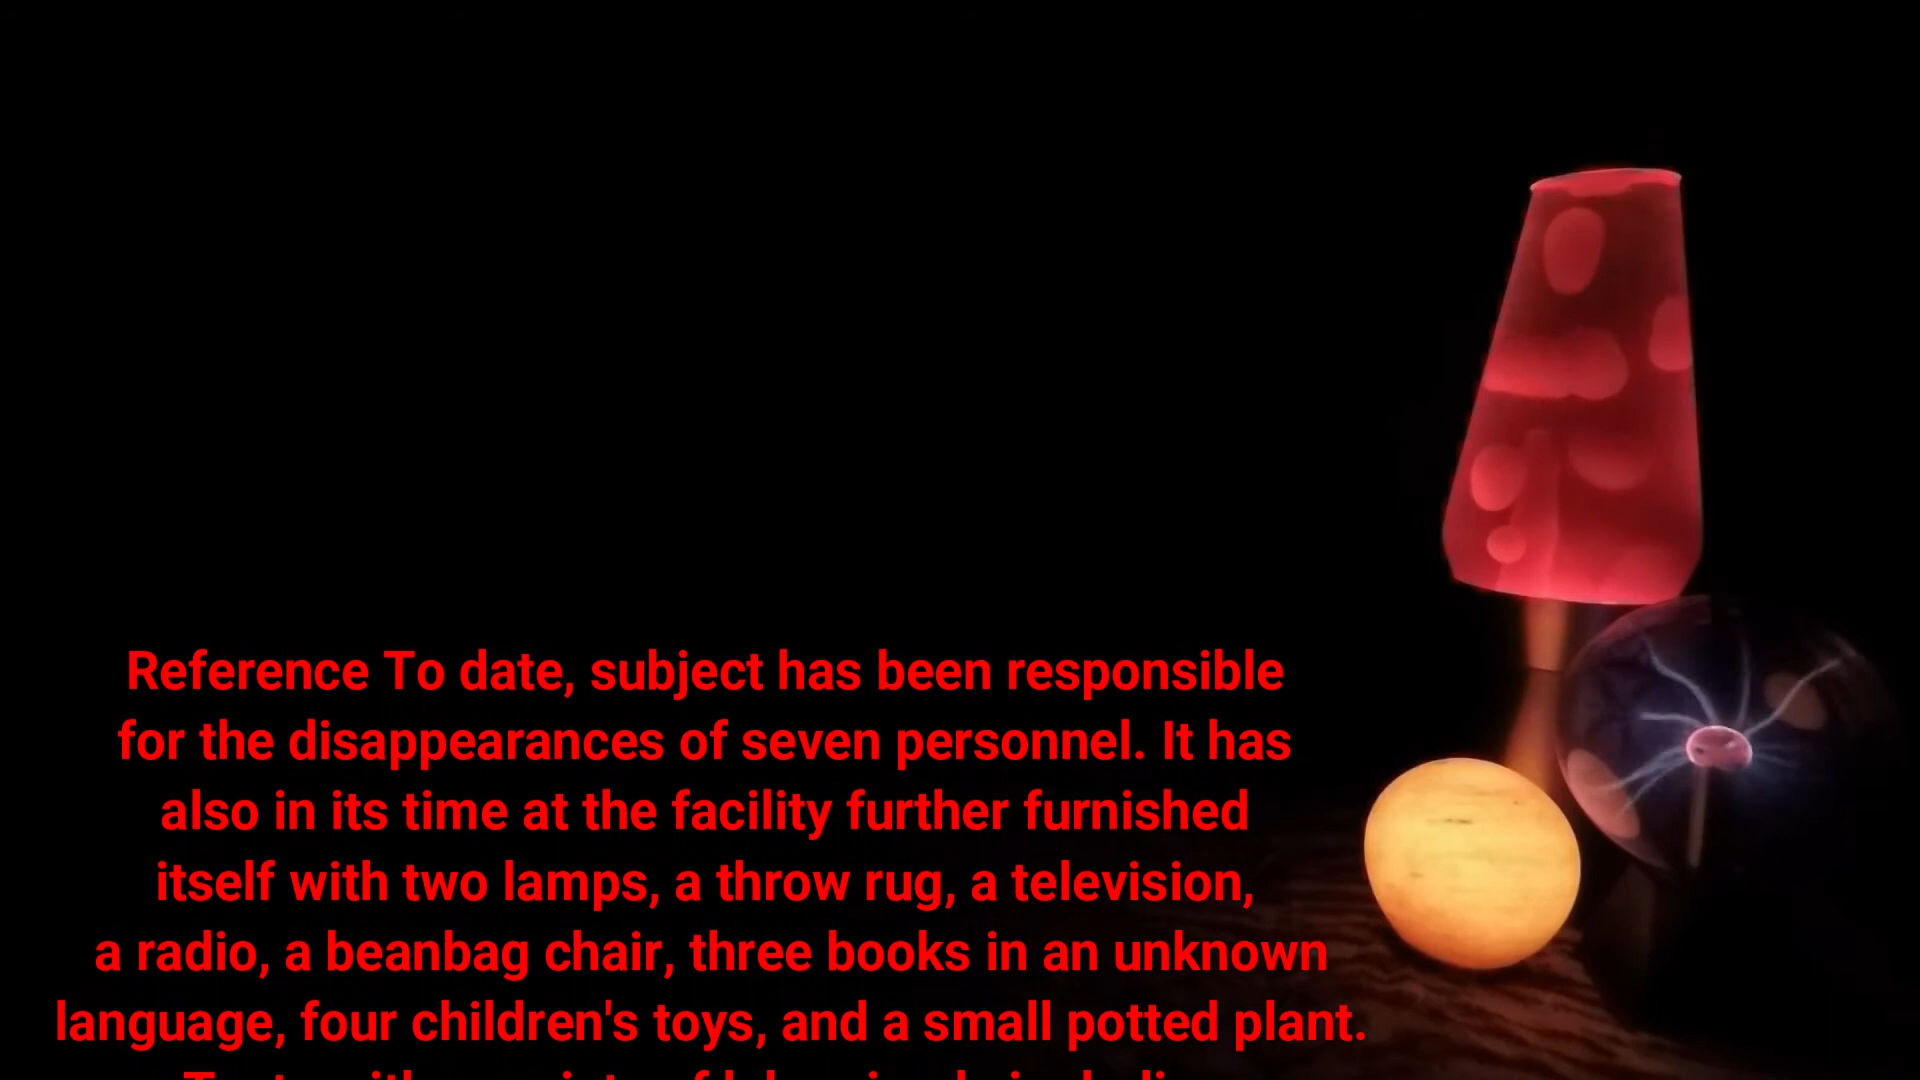 Reference To date, subject has been responsible
for the disappearances of seven personnel. It has
also in its time at the facility further furnished
itself with two lamps, a throw rug, a television,
a radio, a beanbag chair, three books in an unknown
language, four children's toys, and a small potted plant.